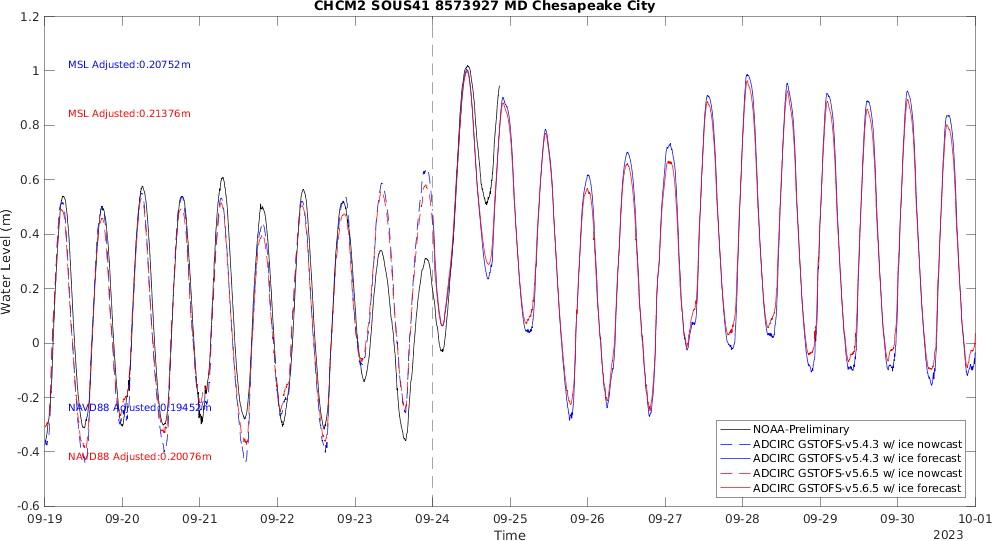 CHCM2 SOUS41 8573927 MD Chesapeake City
1.2
1
0.8
0.6
0.4
0.2
0
-0.2
-0.4
-0.6
Water Level (m)
MSL Adjusted:0.20752m
MSL Adjusted:0.21376m
NAVD88 Adjusted:0.19452m
NAVD88 Adjusted:0.20076m
NOAA-Preliminary
ADCIRC GSTOFS-v5.4.3 w/ ice nowcast
ADCIRC GSTOFS-v5.4.3 w/ ice forecast
ADCIRC GSTOFS-v5.6.5 w/ ice nowcast
ADCIRC GSTOFS-v5.6.5 w/ ice forecast
09-19 09-20 09-21 09-22 09-23 09-24 09-25 09-26 09-27 09-28 09-29 09-30 10-01
Time
2023